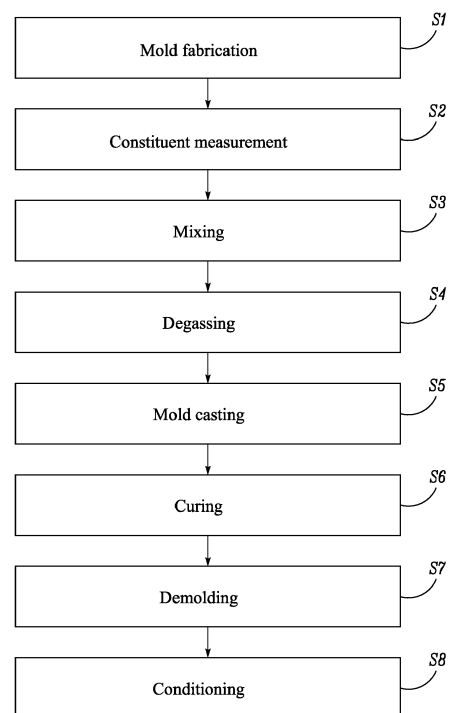 S1
Mold fabrication
S2
Constituent measurement
S3
Mixing
S4
Degassing
S5
Mold casting
S6
Curing
S7
Demolding
S8
Conditioning